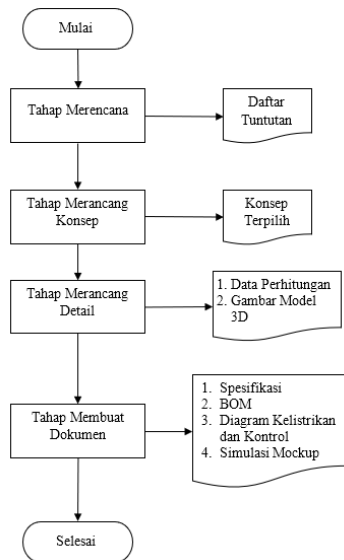 Mulai
Tahap Merencana
Daftar
Tuntutan
Tahap Merancang
Konsep
Konsep
Terpilih
Tahap Merancang
Detail
1. Data Perhitungan
2. Gambar Model
3D
Tahap Membuat
Dokumen
1. Spesifikasi
2. BOM
3. Diagram Kelistrikan
dan Kontrol
4. Simulasi Mockup
Selesai